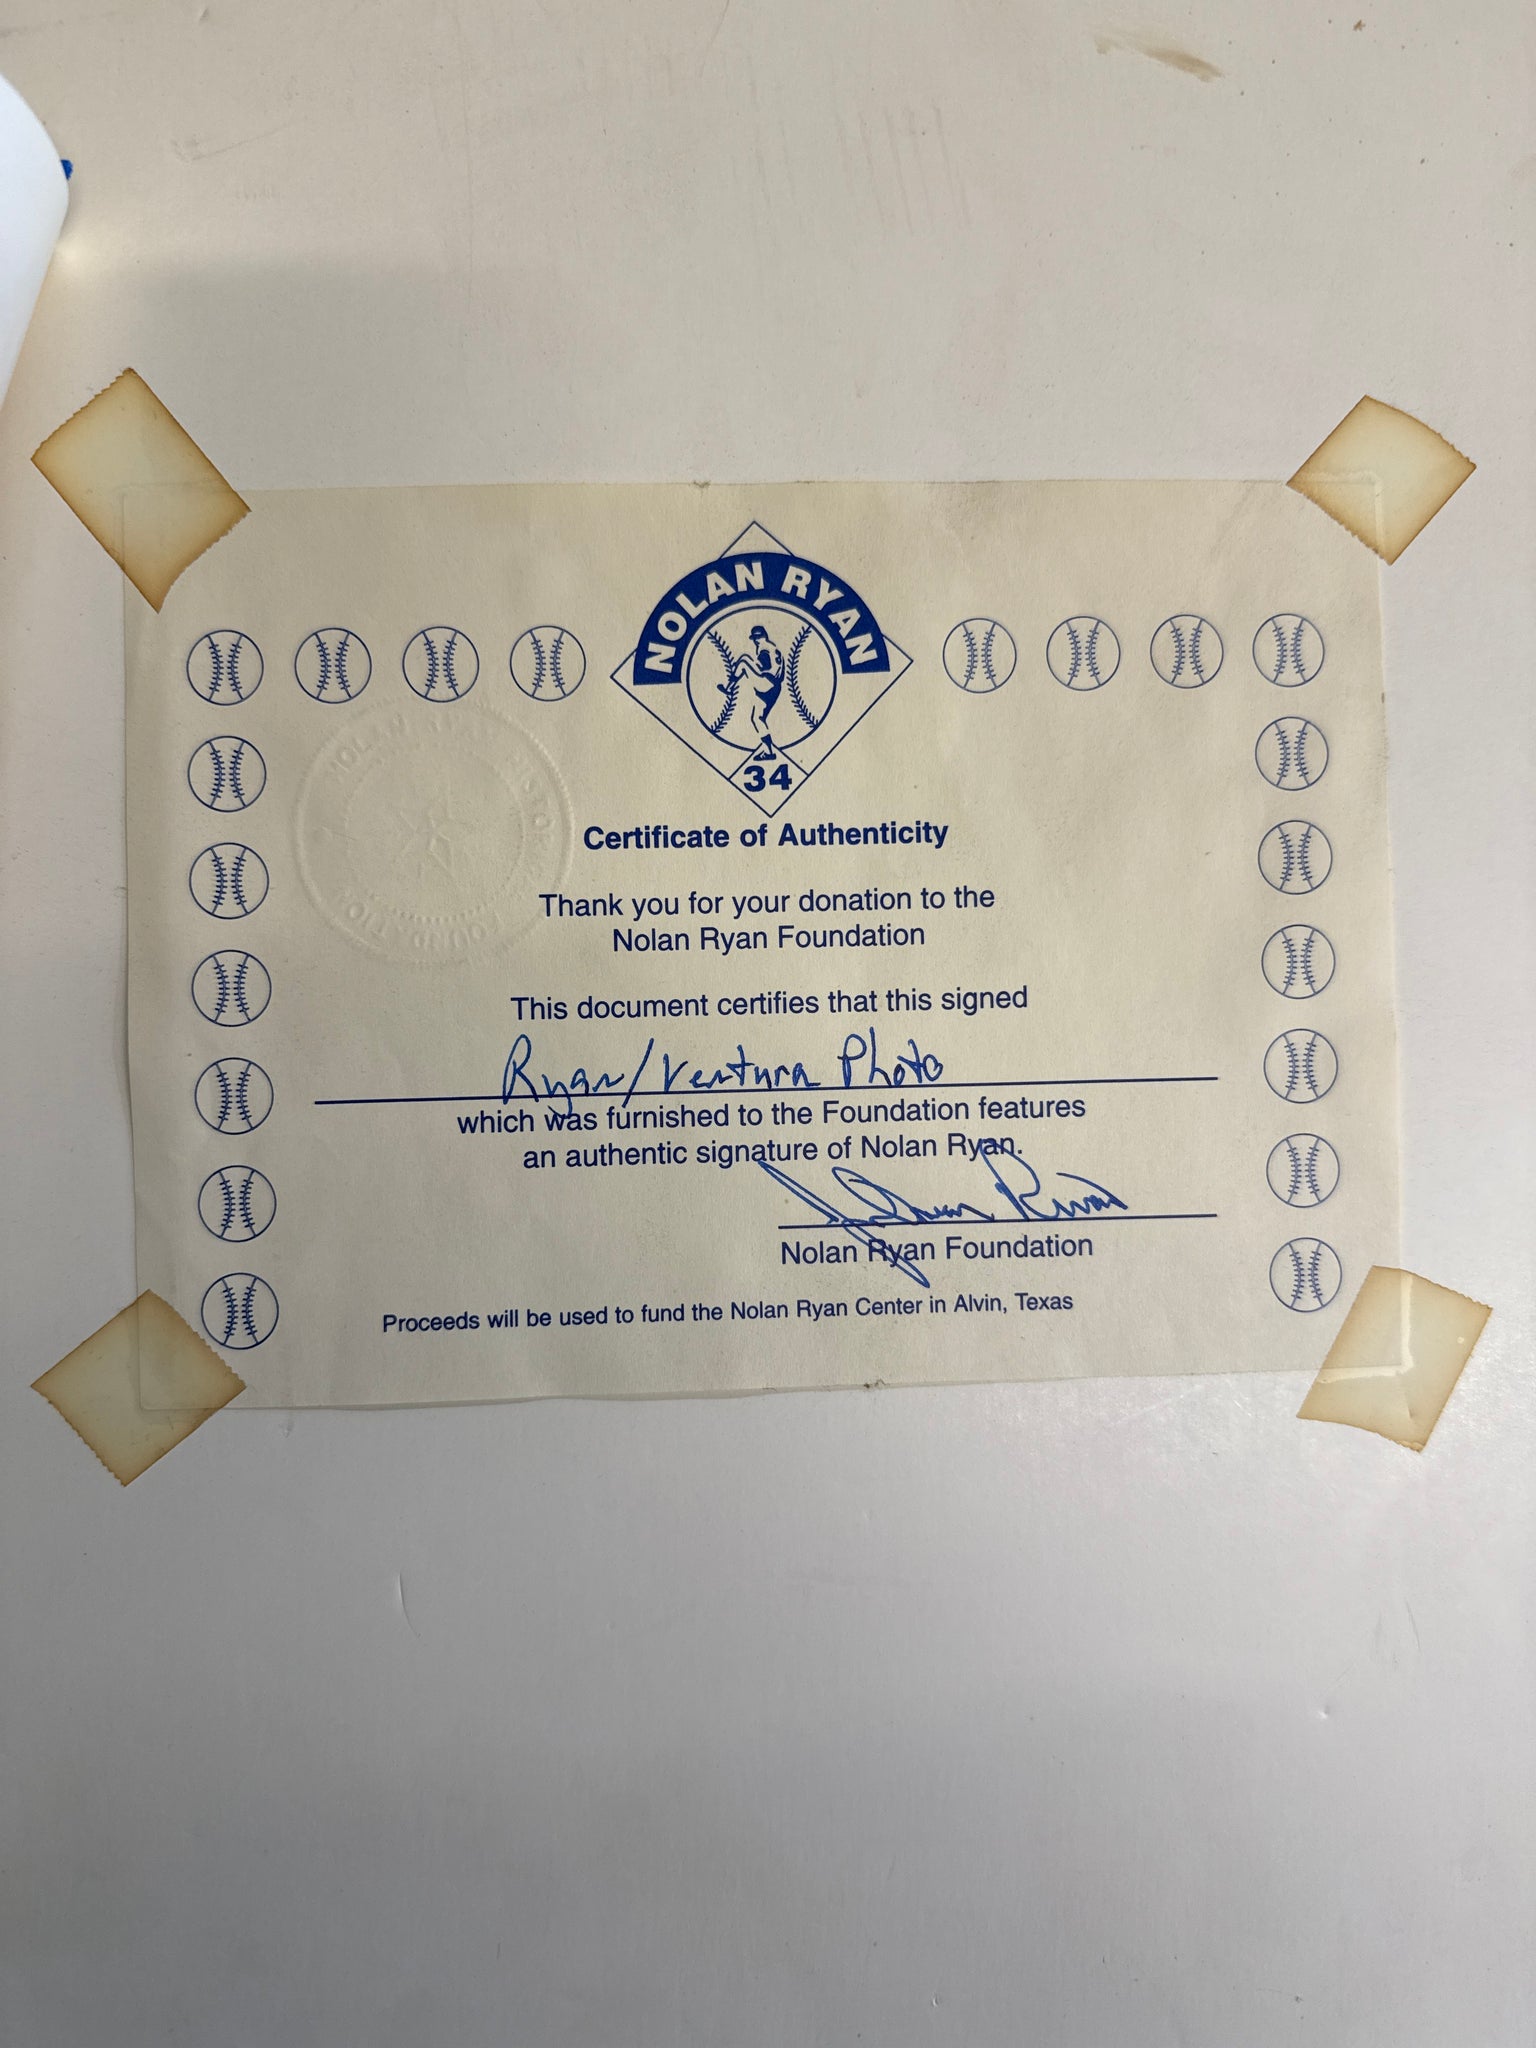 NOLAN RYAN
34
Certificate of Authenticity
Thank you for your donation to the
Nolan Ryan Foundation
This document certifies that this signed
Ryan/Ventura Photo
which was furnished to the Foundation features
an authentic signature of Nolan Ryan.
Nolan Ryan Foundation
Proceeds will be used to fund the Nolan Ryan Center in Alvin, Texas
NOLAN
FOUNDATION